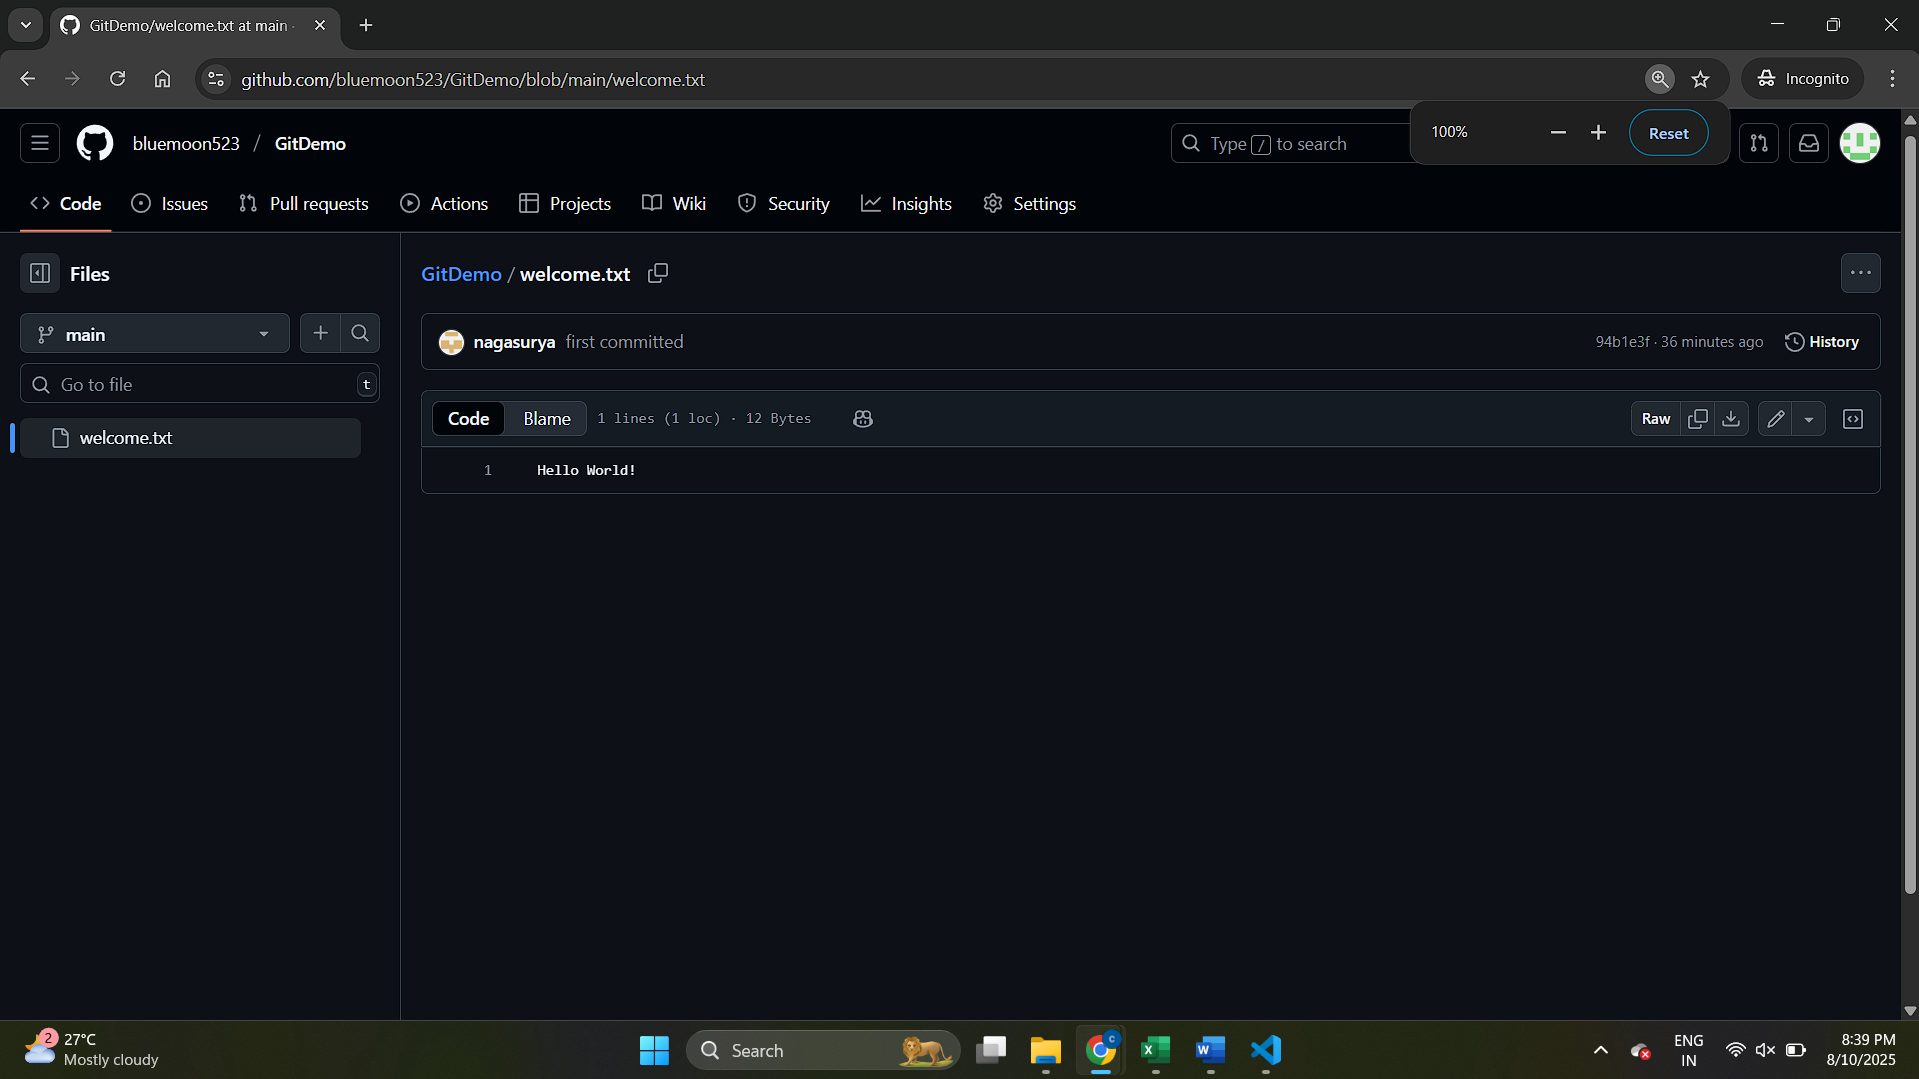 GitDemo/welcome.txt at main
github.com/bluemoon523/GitDemo/blob/main/welcome.txt
Incognito
100%
Reset
bluemoon523 / GitDemo
Type / to search
Code
Issues
Pull requests
Actions
Projects
Wiki
Security
Insights
Settings
Files
main
Go to file
t
welcome.txt
GitDemo / welcome.txt
nagasurya first committed
94b1e3f · 36 minutes ago
History
Code Blame 1 lines (1 loc) · 12 Bytes
Raw
1 Hello World!
2
27°C
Mostly cloudy
Search
ENG
IN
8:39 PM
8/10/2025